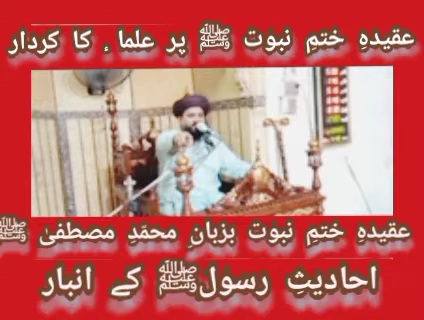 عقیدہِ ختمِ نبوت ﷺ پر علماء کا کردار
عقیدہِ ختمِ نبوت بزبانِ محمّدِ مصطفیٰ ﷺ
احادیثِ رسول ﷺ کے انبار